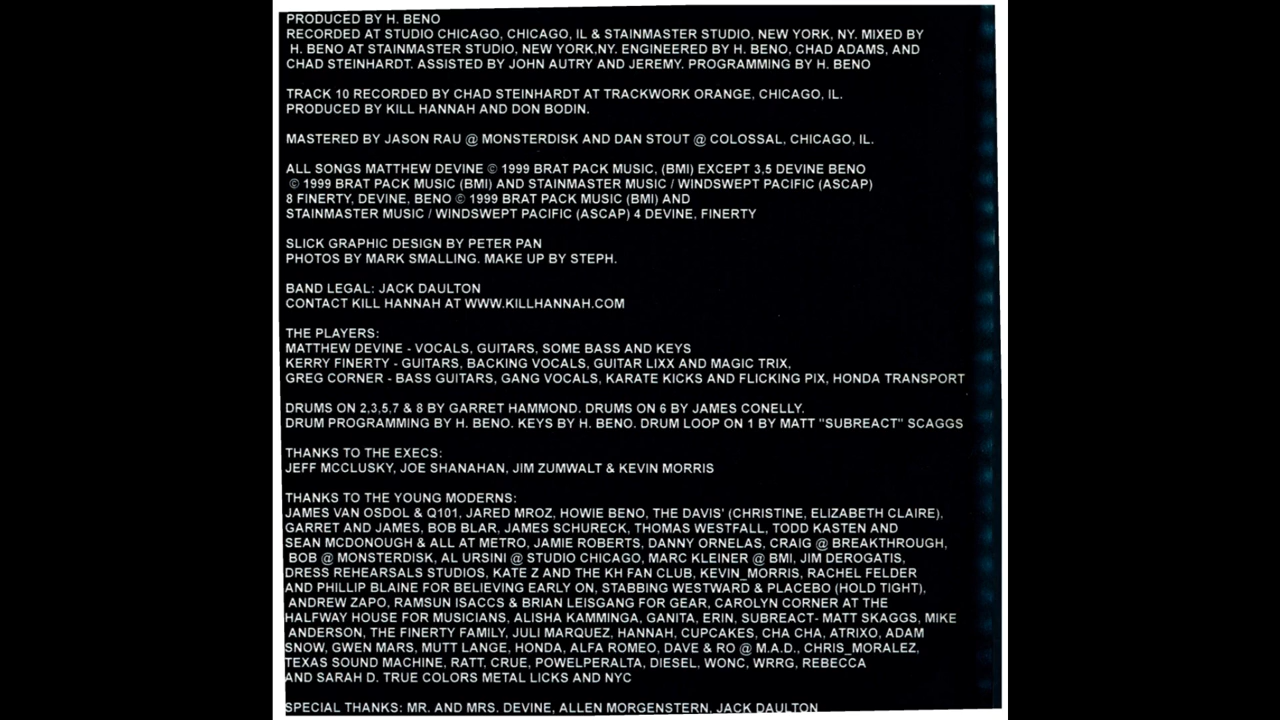 PRODUCED BY H. BENO
RECORDED AT STUDIO CHICAGO, CHICAGO, IL & STAINMASTER STUDIO, NEW YORK, NY. MIXED BY
H. BENO AT STAINMASTER STUDIO, NEW YORK,NY. ENGINEERED BY H. BENO, CHAD ADAMS, AND
CHAD STEINHARDT. ASSISTED BY JOHN AUTRY AND JEREMY. PROGRAMMING BY H. BENO
TRACK 10 RECORDED BY CHAD STEINHARDT AT TRACKWORK ORANGE, CHICAGO, IL.
PRODUCED BY KILL HANNAH AND DON BODIN.
MASTERED BY JASON RAU @ MONSTERDISK AND DAN STOUT @ COLOSSAL, CHICAGO, IL.
ALL SONGS MATTHEW DEVINE © 1999 BRAT PACK MUSIC, (BMI) EXCEPT 3,5 DEVINE BENO
© 1999 BRAT PACK MUSIC (BMI) AND STAINMASTER MUSIC / WINDSWEPT PACIFIC (ASCAP)
8 FINERTY, DEVINE, BENO © 1999 BRAT PACK MUSIC (BMI) AND
STAINMASTER MUSIC / WINDSWEPT PACIFIC (ASCAP) 4 DEVINE, FINERTY
SLICK GRAPHIC DESIGN BY PETER PAN
PHOTOS BY MARK SMALLING. MAKE UP BY STEPH.
BAND LEGAL: JACK DAULTON
CONTACT KILL HANNAH AT WWW.KILLHANNAH.COM
THE PLAYERS:
MATTHEW DEVINE - VOCALS, GUITARS, SOME BASS AND KEYS
KERRY FINERTY - GUITARS, BACKING VOCALS, GUITAR LIXX AND MAGIC TRIX,
GREG CORNER - BASS GUITARS, GANG VOCALS, KARATE KICKS AND FLICKING PIX, HONDA TRANSPORT
DRUMS ON 2,3,5,7 & 8 BY GARRET HAMMOND. DRUMS ON 6 BY JAMES CONELLY.
DRUM PROGRAMMING BY H. BENO. KEYS BY H. BENO. DRUM LOOP ON 1 BY MATT "SUBREACT" SCAGGS
THANKS TO THE EXECS:
JEFF MCCLUSKY, JOE SHANAHAN, JIM ZUMWALT & KEVIN MORRIS
THANKS TO THE YOUNG MODERNS:
JAMES VAN OSDOL & Q101, JARED MROZ, HOWIE BENO, THE DAVIS' (CHRISTINE, ELIZABETH CLAIRE),
GARRET AND JAMES, BOB BLAR, JAMES SCHURECK, THOMAS WESTFALL, TODD KASTEN AND
SEAN MCDONOUGH & ALL AT METRO, JAMIE ROBERTS, DANNY ORNELAS, CRAIG @ BREAKTHROUGH,
BOB @ MONSTERDISK, AL URSINI @ STUDIO CHICAGO, MARC KLEINER @ BMI, JIM DEROGATIS,
DRESS REHEARSALS STUDIOS, KATE Z AND THE KH FAN CLUB, KEVIN_MORRIS, RACHEL FELDER
AND PHILLIP BLAINE FOR BELIEVING EARLY ON, STABBING WESTWARD & PLACEBO (HOLD TIGHT),
ANDREW ZAPO, RAMSUN ISACCS & BRIAN LEISGANG FOR GEAR, CAROLYN CORNER AT THE
HALFWAY HOUSE FOR MUSICIANS, ALISHA KAMMINGA, GANITA, ERIN, SUBREACT- MATT SKAGGS, MIKE
ANDERSON, THE FINERTY FAMILY, JULI MARQUEZ, HANNAH, CUPCAKES, CHA CHA, ATRIXO, ADAM
SNOW, GWEN MARS, MUTT LANGE, HONDA, ALFA ROMEO, DAVE & RO @ M.A.D., CHRIS_MORALEZ,
TEXAS SOUND MACHINE, RATT, CRUE, POWELPERALTA, DIESEL, WONC, WRRG, REBECCA
AND SARAH D. TRUE COLORS METAL LICKS AND NYC
SPECIAL THANKS: MR. AND MRS. DEVINE, ALLEN MORGENSTERN, JACK DAULTON